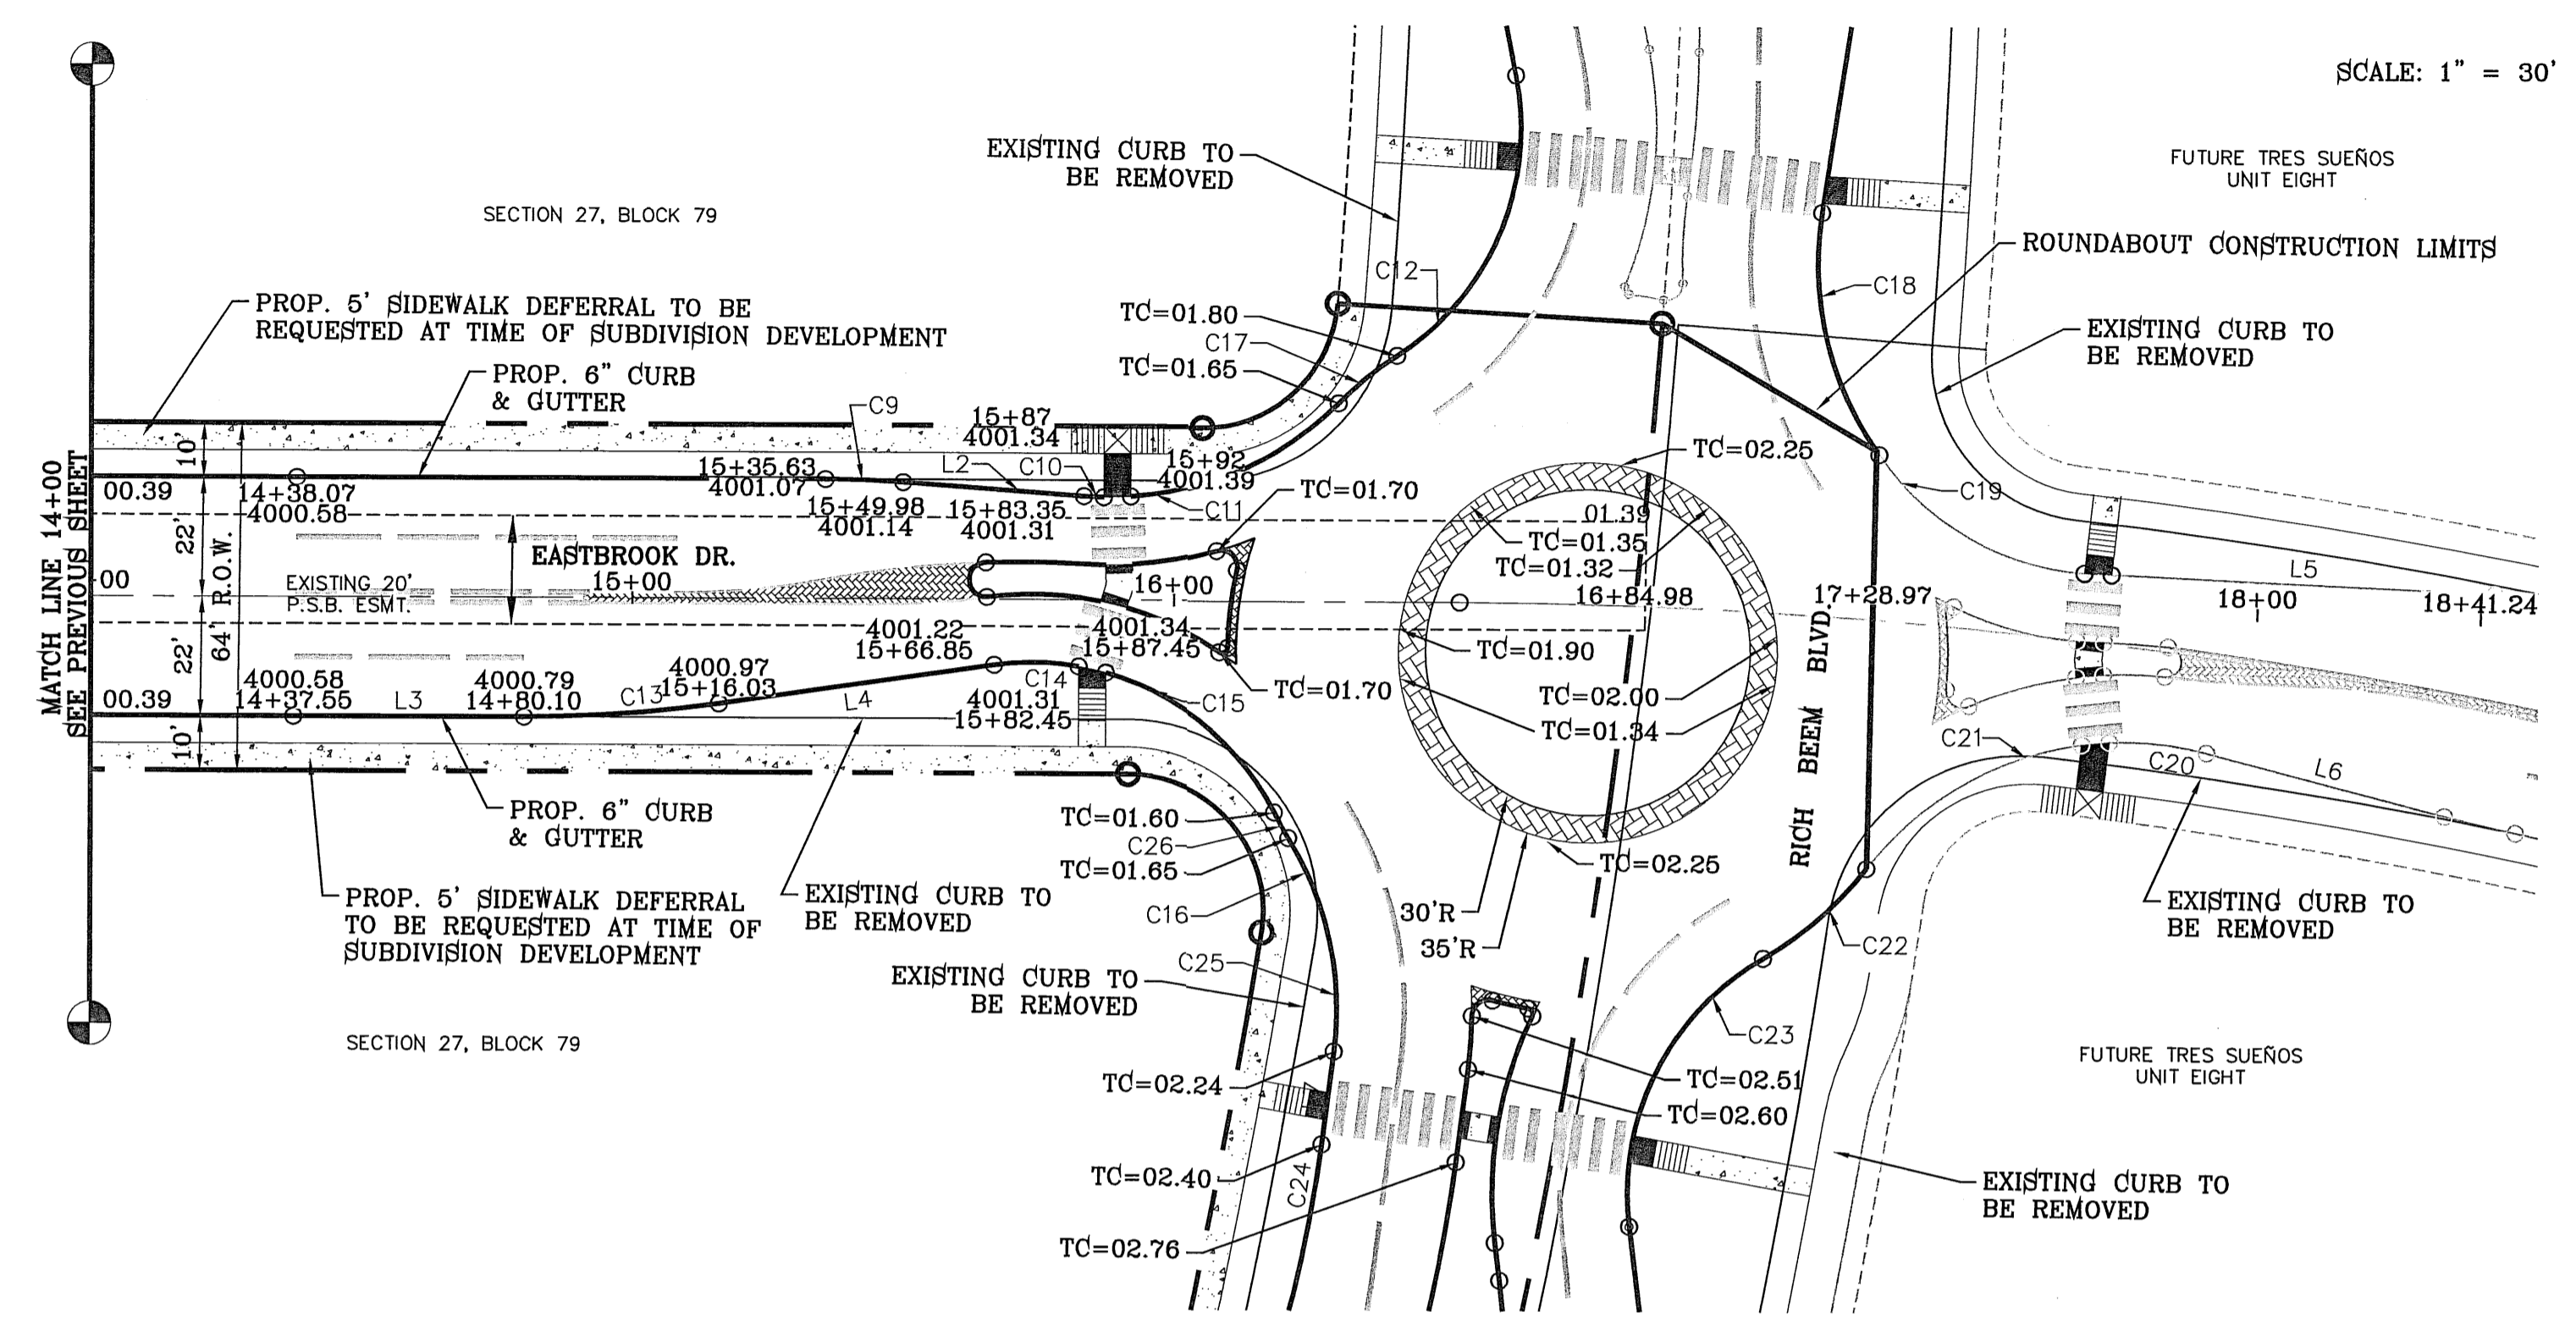 SCALE: 1" = 30'
EXISTING CURB TO
BE REMOVED
FUTURE TRES SUEÑOS
UNIT EIGHT
SECTION 27, BLOCK 79
ROUNDABOUT CONSTRUCTION LIMITS
C12
C18
PROP. 5' SIDEWALK DEFERRAL TO BE
REQUESTED AT TIME OF SUBDIVISION DEVELOPMENT
TC=01.80
C17
TC=01.65
EXISTING CURB TO
BE REMOVED
PROP. 6" CURB
& GUTTER
C9
15+87
4001.34
TC=02.25
MATCH LINE 14+00
SEE PREVIOUS SHEET
10'
22'
22'
10'
64' R.O.W.
00.39
14+38.07
4000.58
15+35.63
4001.07
L2
C10
15+92
4001.39
TC=01.70
C19
15+49.98
4001.14
15+83.35
4001.31
C11
01.39
TC=01.35
TC=01.32
EASTBROOK DR.
EXISTING 20'
P.S.B. ESMT.
00
15+00
16+00
16+84.98
17+28.97
L5
18+00
18+41.24
4001.22
15+66.85
4001.34
15+87.45
TC=01.90
00.39
4000.58
14+37.55
L3
4000.79
14+80.10
C13
4000.97
15+16.03
L4
C14
4001.31
15+82.45
C15
TC=01.70
TC=02.00
TC=01.34
RICH BEEM BLVD.
C21
C20
L6
PROP. 6" CURB
& GUTTER
TC=01.60
C26
TC=01.65
TC=02.25
PROP. 5' SIDEWALK DEFERRAL
TO BE REQUESTED AT TIME OF
SUBDIVISION DEVELOPMENT
EXISTING CURB TO
BE REMOVED
C16
30'R
35'R
EXISTING CURB TO
BE REMOVED
C22
C25
EXISTING CURB TO
BE REMOVED
C23
SECTION 27, BLOCK 79
FUTURE TRES SUEÑOS
UNIT EIGHT
TC=02.24
TC=02.51
TC=02.60
TC=02.40
C24
EXISTING CURB TO
BE REMOVED
TC=02.76